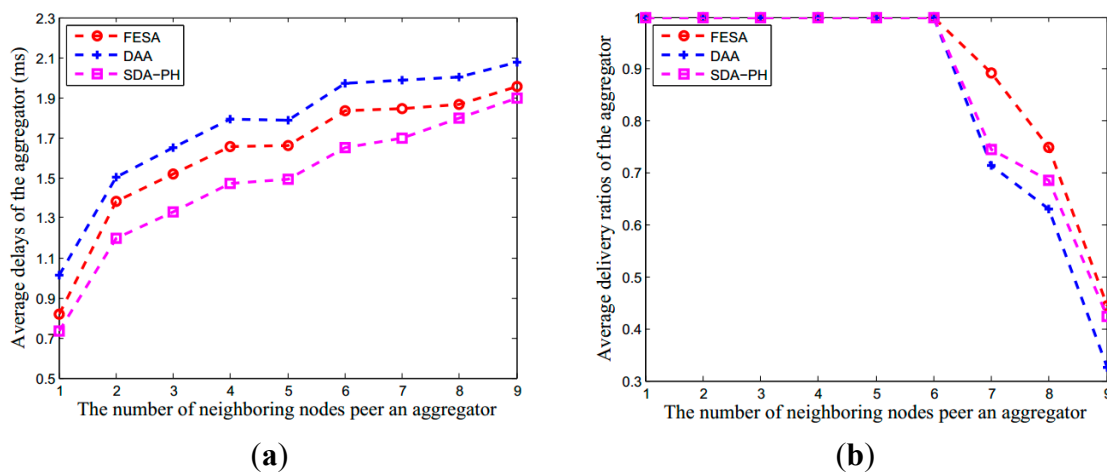 2.3
2.1
1.9
1.7
1.5
1.3
1.1
0.9
0.7
0.5
Average delays of the aggregator (ms)
FESA
DAA
SDA-PH
1 2 3 4 5 6 7 8 9
The number of neighboring nodes peer an aggregator
(a)
1
0.9
0.8
0.7
0.6
0.5
0.4
0.3
Average delivery ratios of the aggregator
FESA
DAA
SDA-PH
1 2 3 4 5 6 7 8 9
The number of neighboring nodes peer an aggregator
(b)